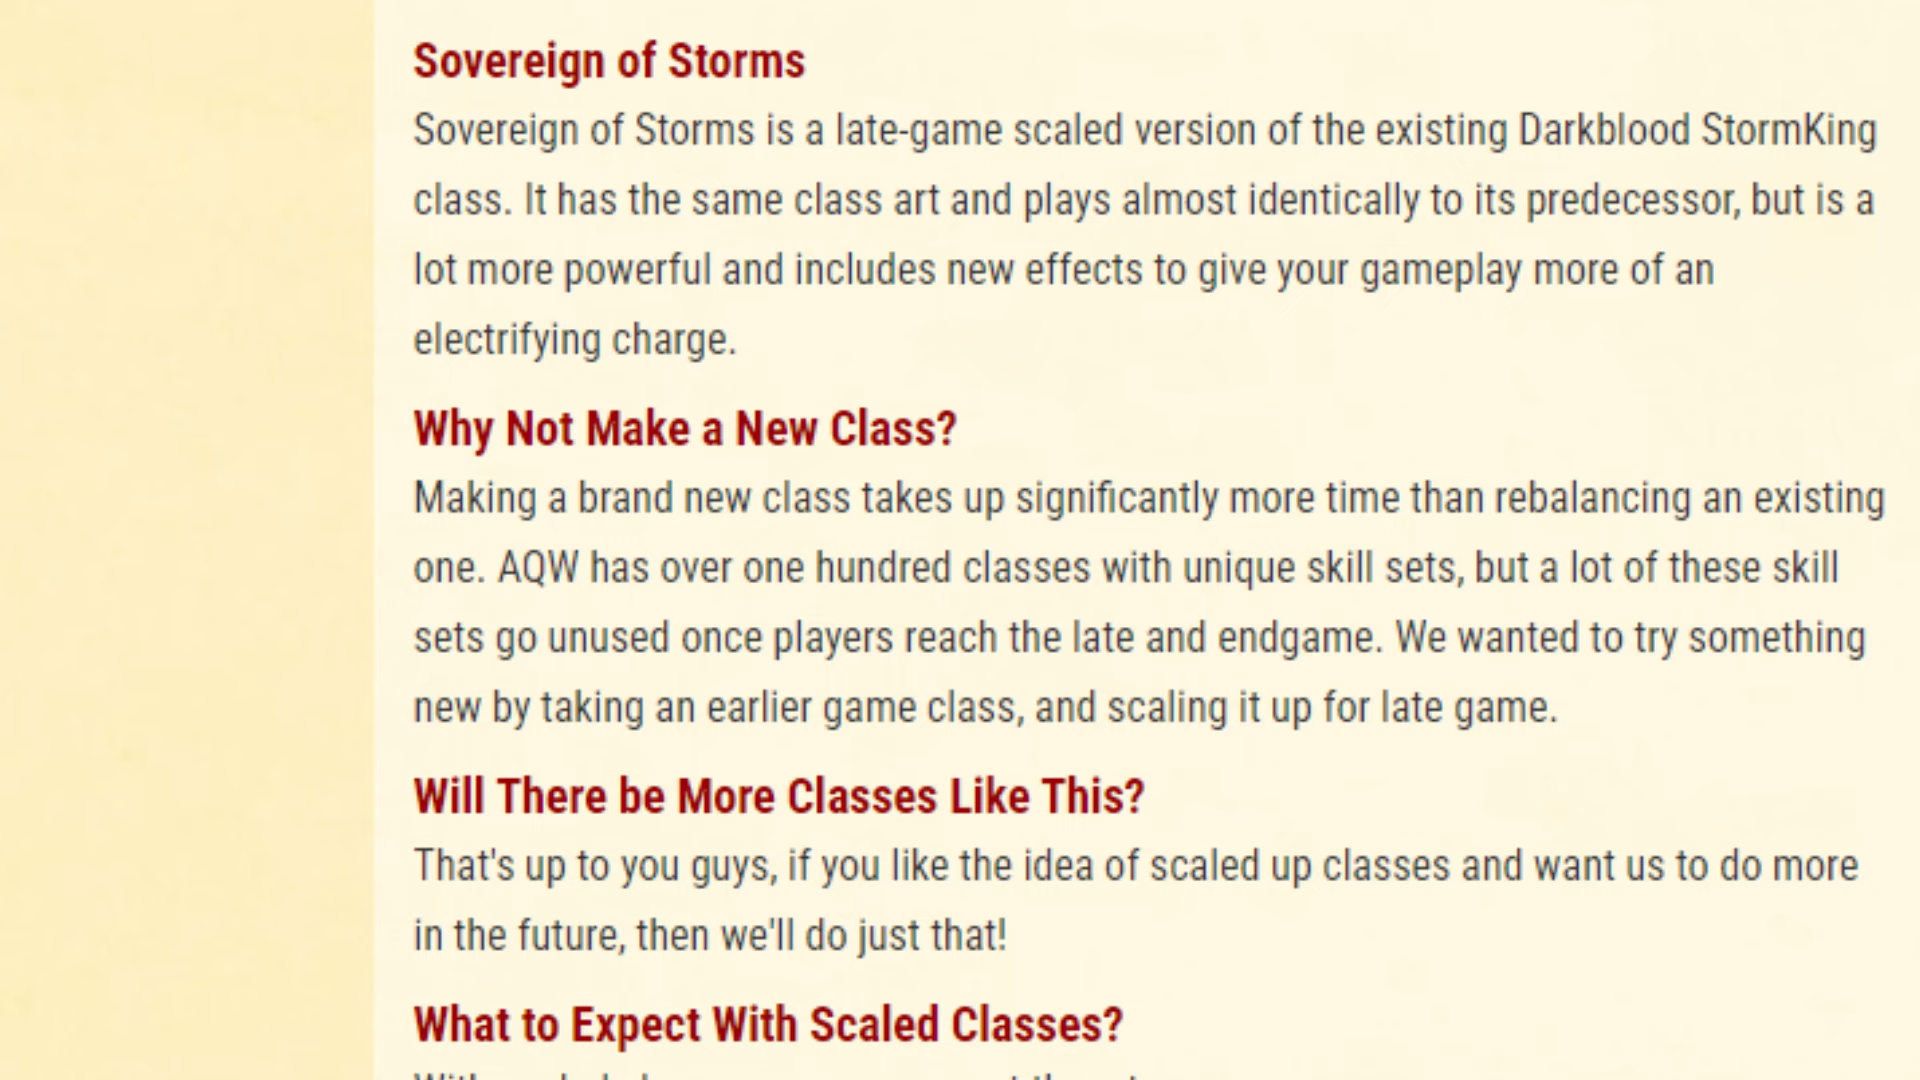 Sovereign of Storms
Sovereign of Storms is a late-game scaled version of the existing Darkblood StormKing
class. It has the same class art and plays almost identically to its predecessor, but is a
lot more powerful and includes new effects to give your gameplay more of an
electrifying charge.
Why Not Make a New Class?
Making a brand new class takes up significantly more time than rebalancing an existing
one. AQW has over one hundred classes with unique skill sets, but a lot of these skill
sets go unused once players reach the late and endgame. We wanted to try something
new by taking an earlier game class, and scaling it up for late game.
Will There be More Classes Like This?
That's up to you guys, if you like the idea of scaled up classes and want us to do more
in the future, then we'll do just that!
What to Expect With Scaled Classes?